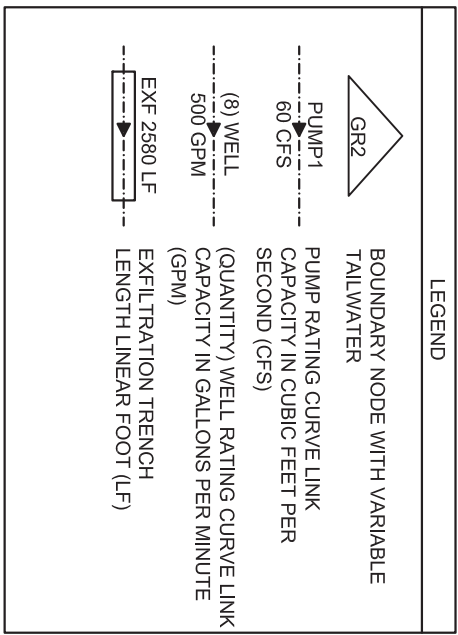 LEGEND
GR2
BOUNDARY NODE WITH VARIABLE
TAILWATER
PUMP1
60 CFS
PUMP RATING CURVE LINK
CAPACITY IN CUBIC FEET PER
SECOND (CFS)
(8) WELL
500 GPM
(QUANTITY) WELL RATING CURVE LINK
CAPACITY IN GALLONS PER MINUTE
(GPM)
EXF 2580 LF
EXFILTRATION TRENCH
LENGTH LINEAR FOOT (LF)